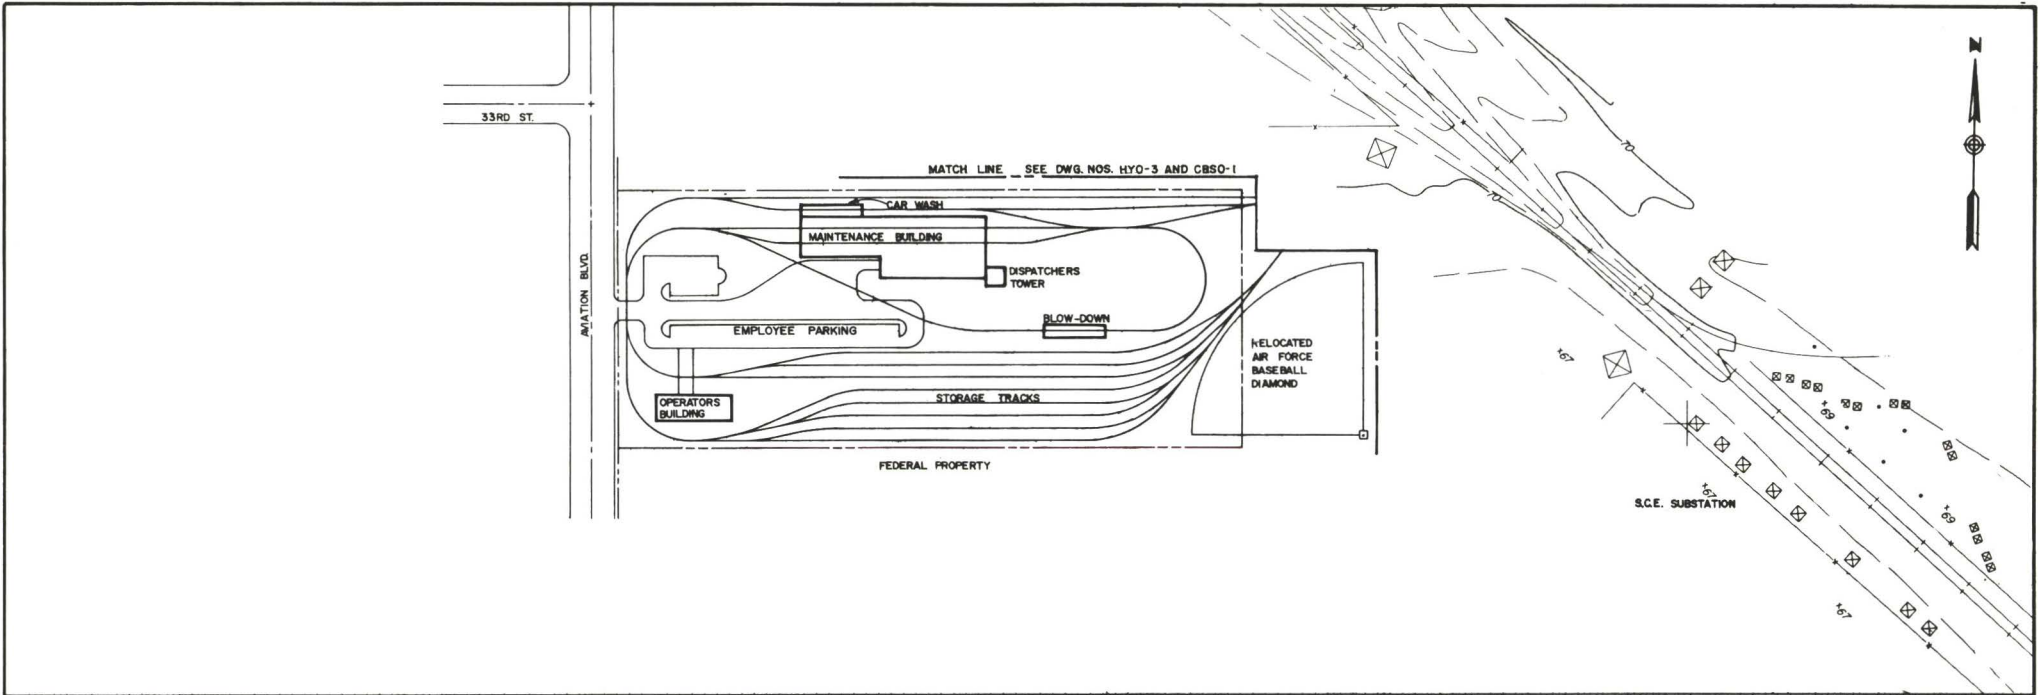 N
33RD ST.
70
MATCH LINE SEE DWG. NOS. HYO-3 AND CBSO-1
70
CAR WASH
MAINTENANCE BUILDING
AVIATION BLVD.
DISPATCHERS
TOWER
BLOW-DOWN
EMPLOYEE PARKING
RELOCATED
AIR FORCE
BASEBALL
DIAMOND
+67
OPERATORS
BUILDING
STORAGE TRACKS
+69
FEDERAL PROPERTY
+67
S.C.E. SUBSTATION
+69
+67